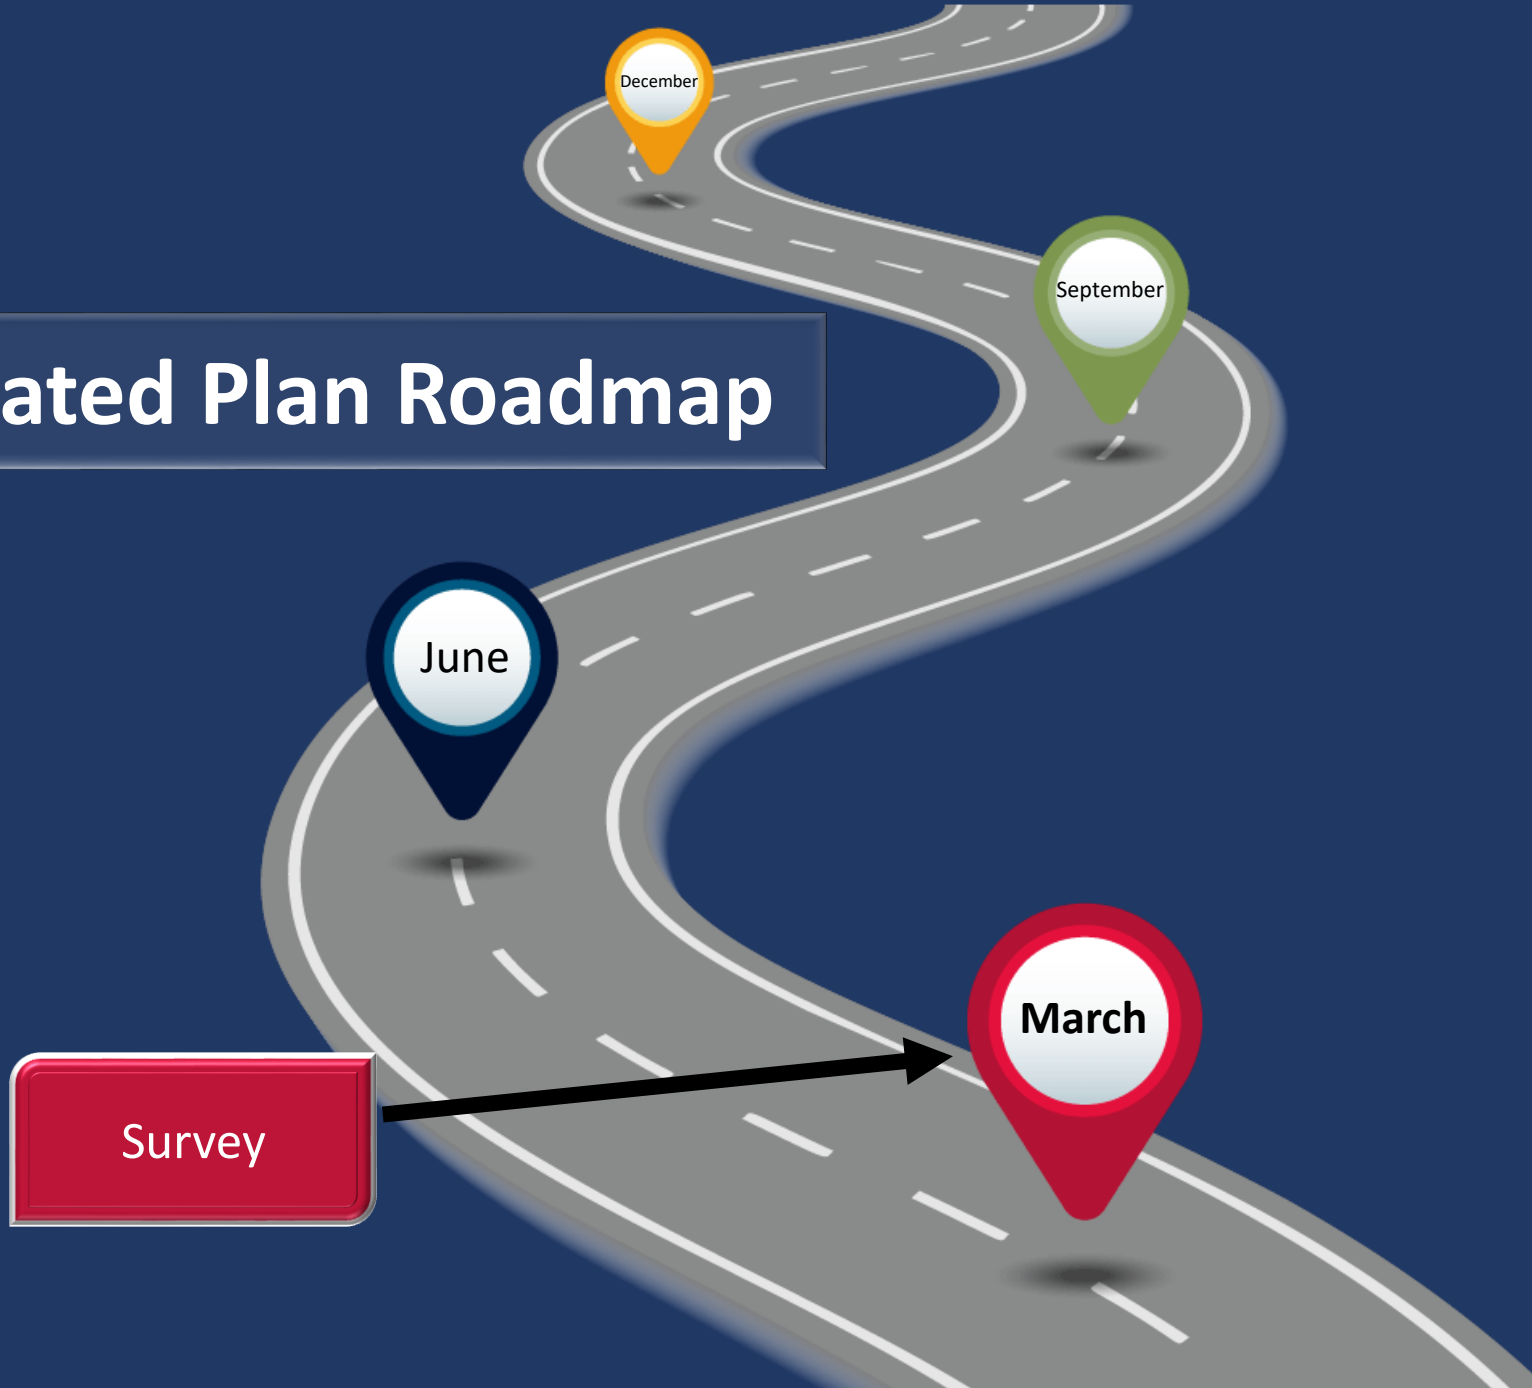 December
September
ated Plan Roadmap
June
March
Survey